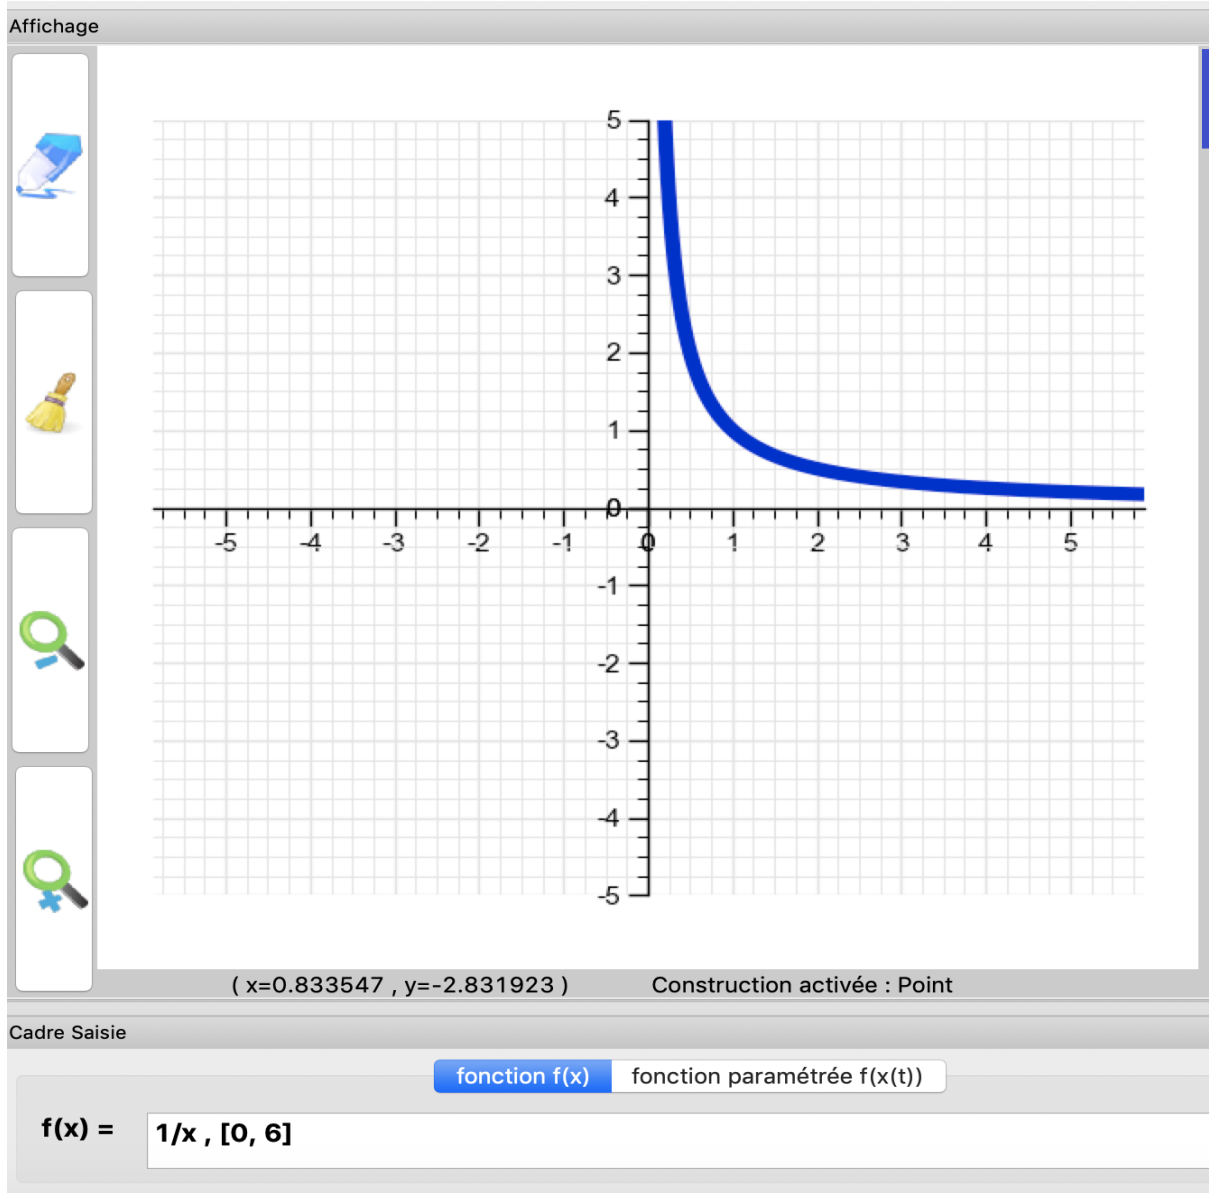 Affichage
5
4
3
2
1
0
-5 -4 -3 -2 -1 0 1 2 3 4 5
-1
-2
-3
-4
-5
( x=0.833547 , y=-2.831923 ) Construction activée : Point
Cadre Saisie
fonction f(x) fonction paramétrée f(x(t))
f(x) = 1/x , [0, 6]